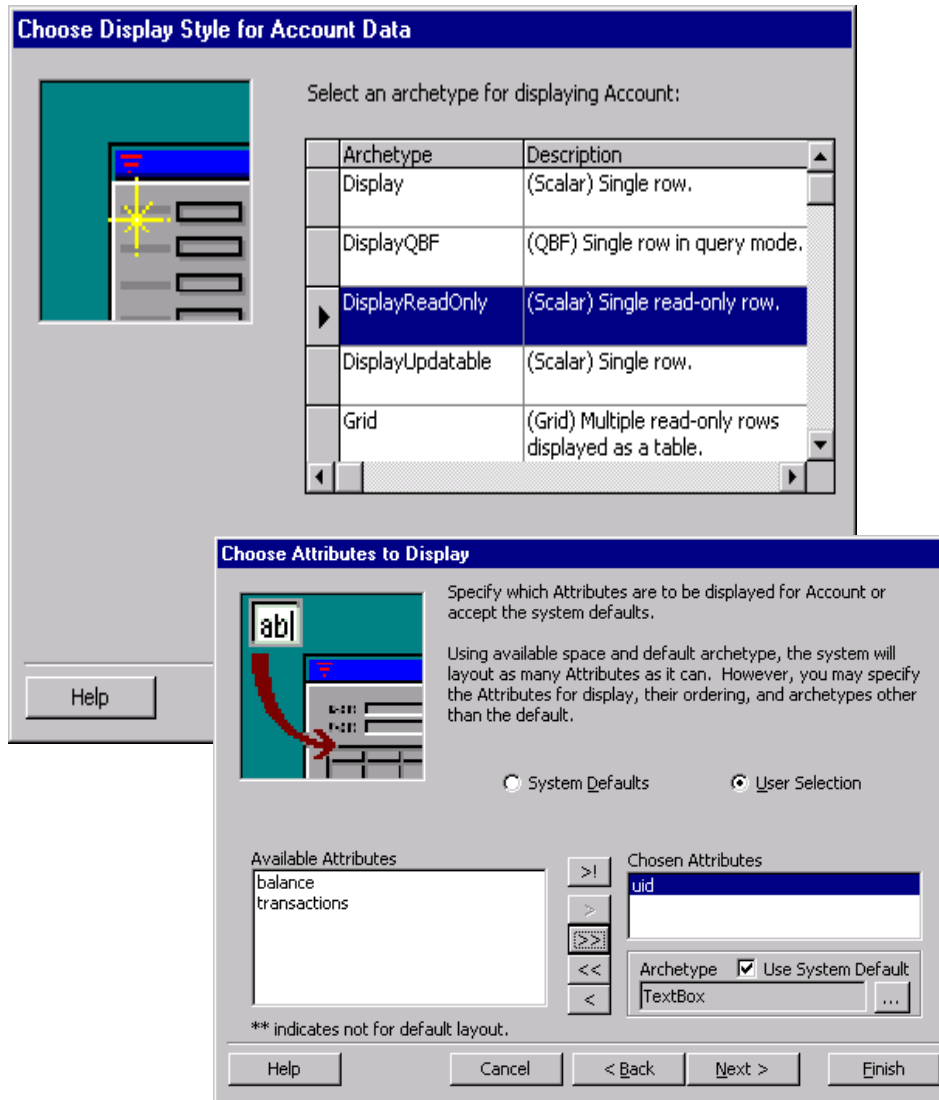 Choose Display Style for Account Data
Select an archetype for displaying Account:
Archetype Description
Display (Scalar) Single row.
DisplayQBF (QBF) Single row in query mode.
DisplayReadOnly (Scalar) Single read-only row.
DisplayUpdatable (Scalar) Single row.
Grid (Grid) Multiple read-only rows
displayed as a table.
Help
Choose Attributes to Display
ab
Specify which Attributes are to be displayed for Account or
accept the system defaults.
Using available space and default archetype, the system will
layout as many Attributes as it can. However, you may specify
the Attributes for display, their ordering, and archetypes other
than the default.
System Defaults User Selection
Available Attributes
balance
transactions
>!
>
>>
<<
<
Chosen Attributes
uid
Archetype Use System Default
TextBox ...
** indicates not for default layout.
Help Cancel < Back Next > Finish